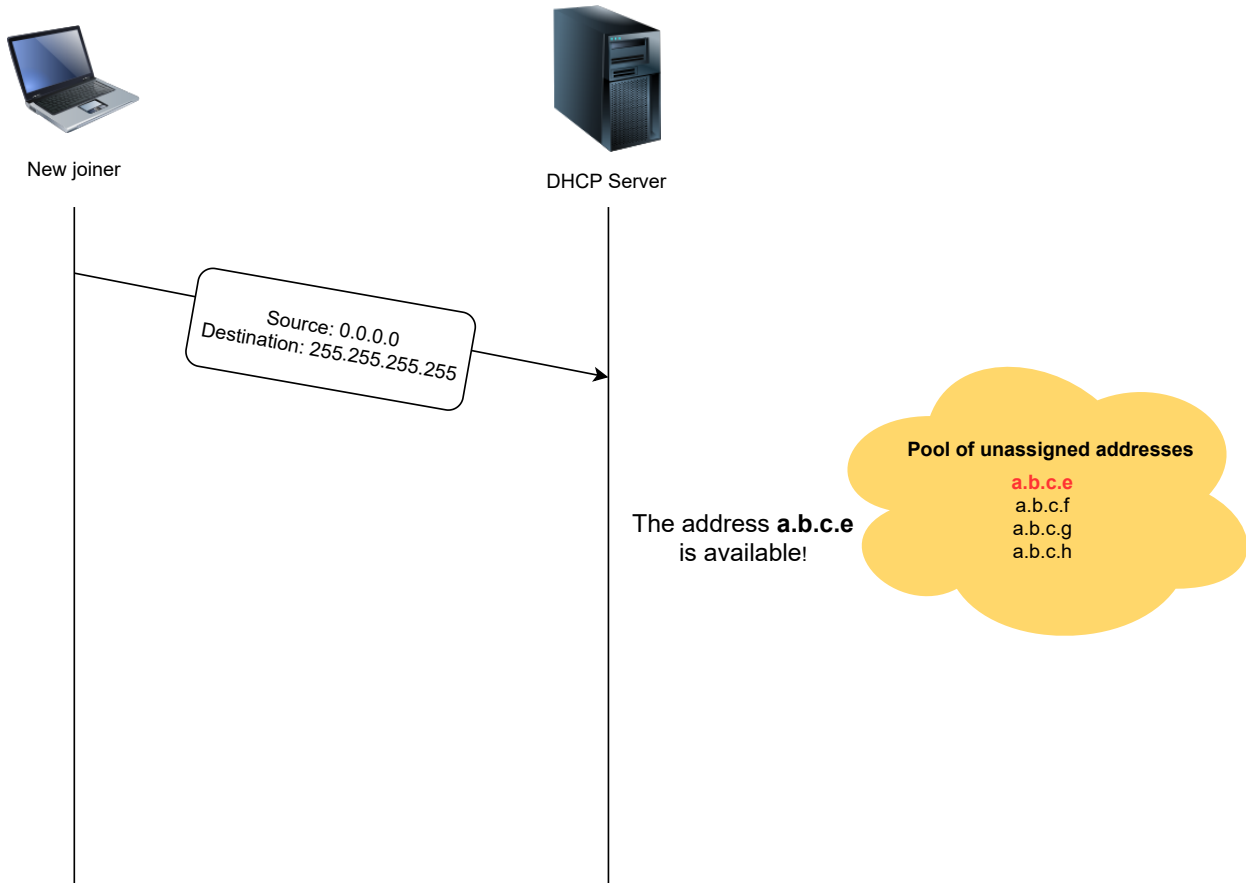 New joiner
DHCP Server
Source: 0.0.0.0
Destination: 255.255.255.255
Pool of unassigned addresses
a.b.c.e
a.b.c.f
a.b.c.g
a.b.c.h
The address a.b.c.e
is available!